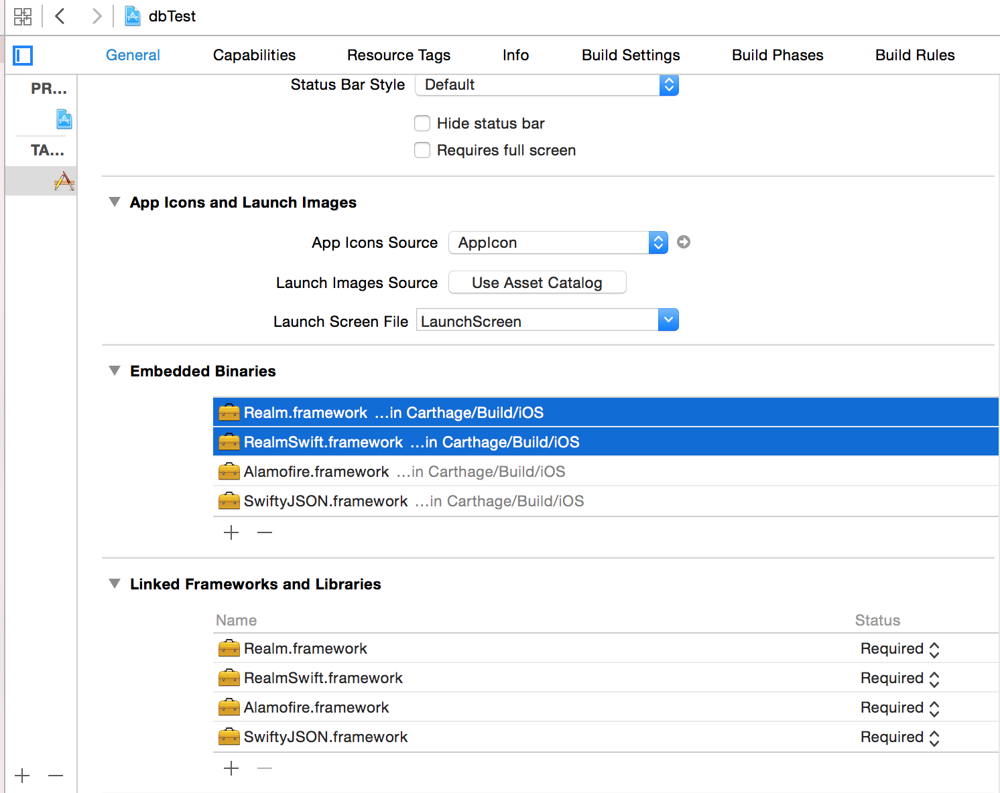 dbTest
General Capabilities Resource Tags Info Build Settings Build Phases Build Rules
PR...
TA...
Status Bar Style Default
Hide status bar
Requires full screen
App Icons and Launch Images
App Icons Source AppIcon
Launch Images Source Use Asset Catalog
Launch Screen File LaunchScreen
Embedded Binaries
Realm.framework ...in Carthage/Build/iOS
RealmSwift.framework ...in Carthage/Build/iOS
Alamofire.framework ...in Carthage/Build/iOS
SwiftyJSON.framework ...in Carthage/Build/iOS
Linked Frameworks and Libraries
Name Status
Realm.framework Required
RealmSwift.framework Required
Alamofire.framework Required
SwiftyJSON.framework Required